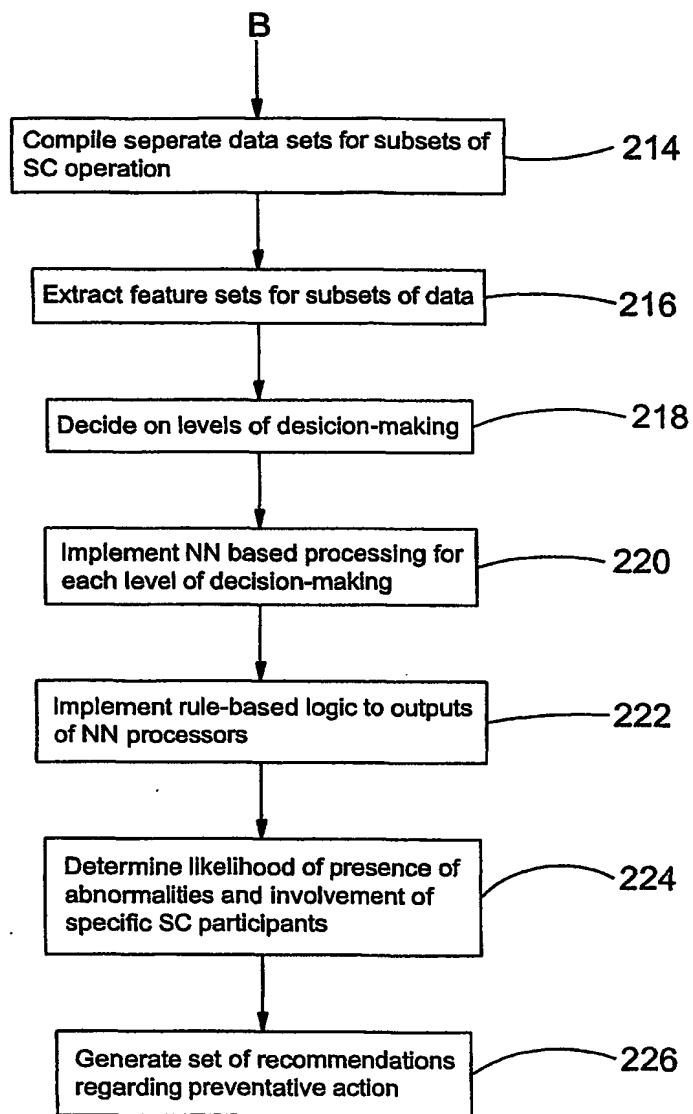 B
Compile seperate data sets for subsets of
SC operation
214
Extract feature sets for subsets of data
216
Decide on levels of desicion-making
218
Implement NN based processing for
each level of decision-making
220
Implement rule-based logic to outputs
of NN processors
222
Determine likelihood of presence of
abnormalities and involvement of
specific SC participants
224
Generate set of recommendations
regarding preventative action
226